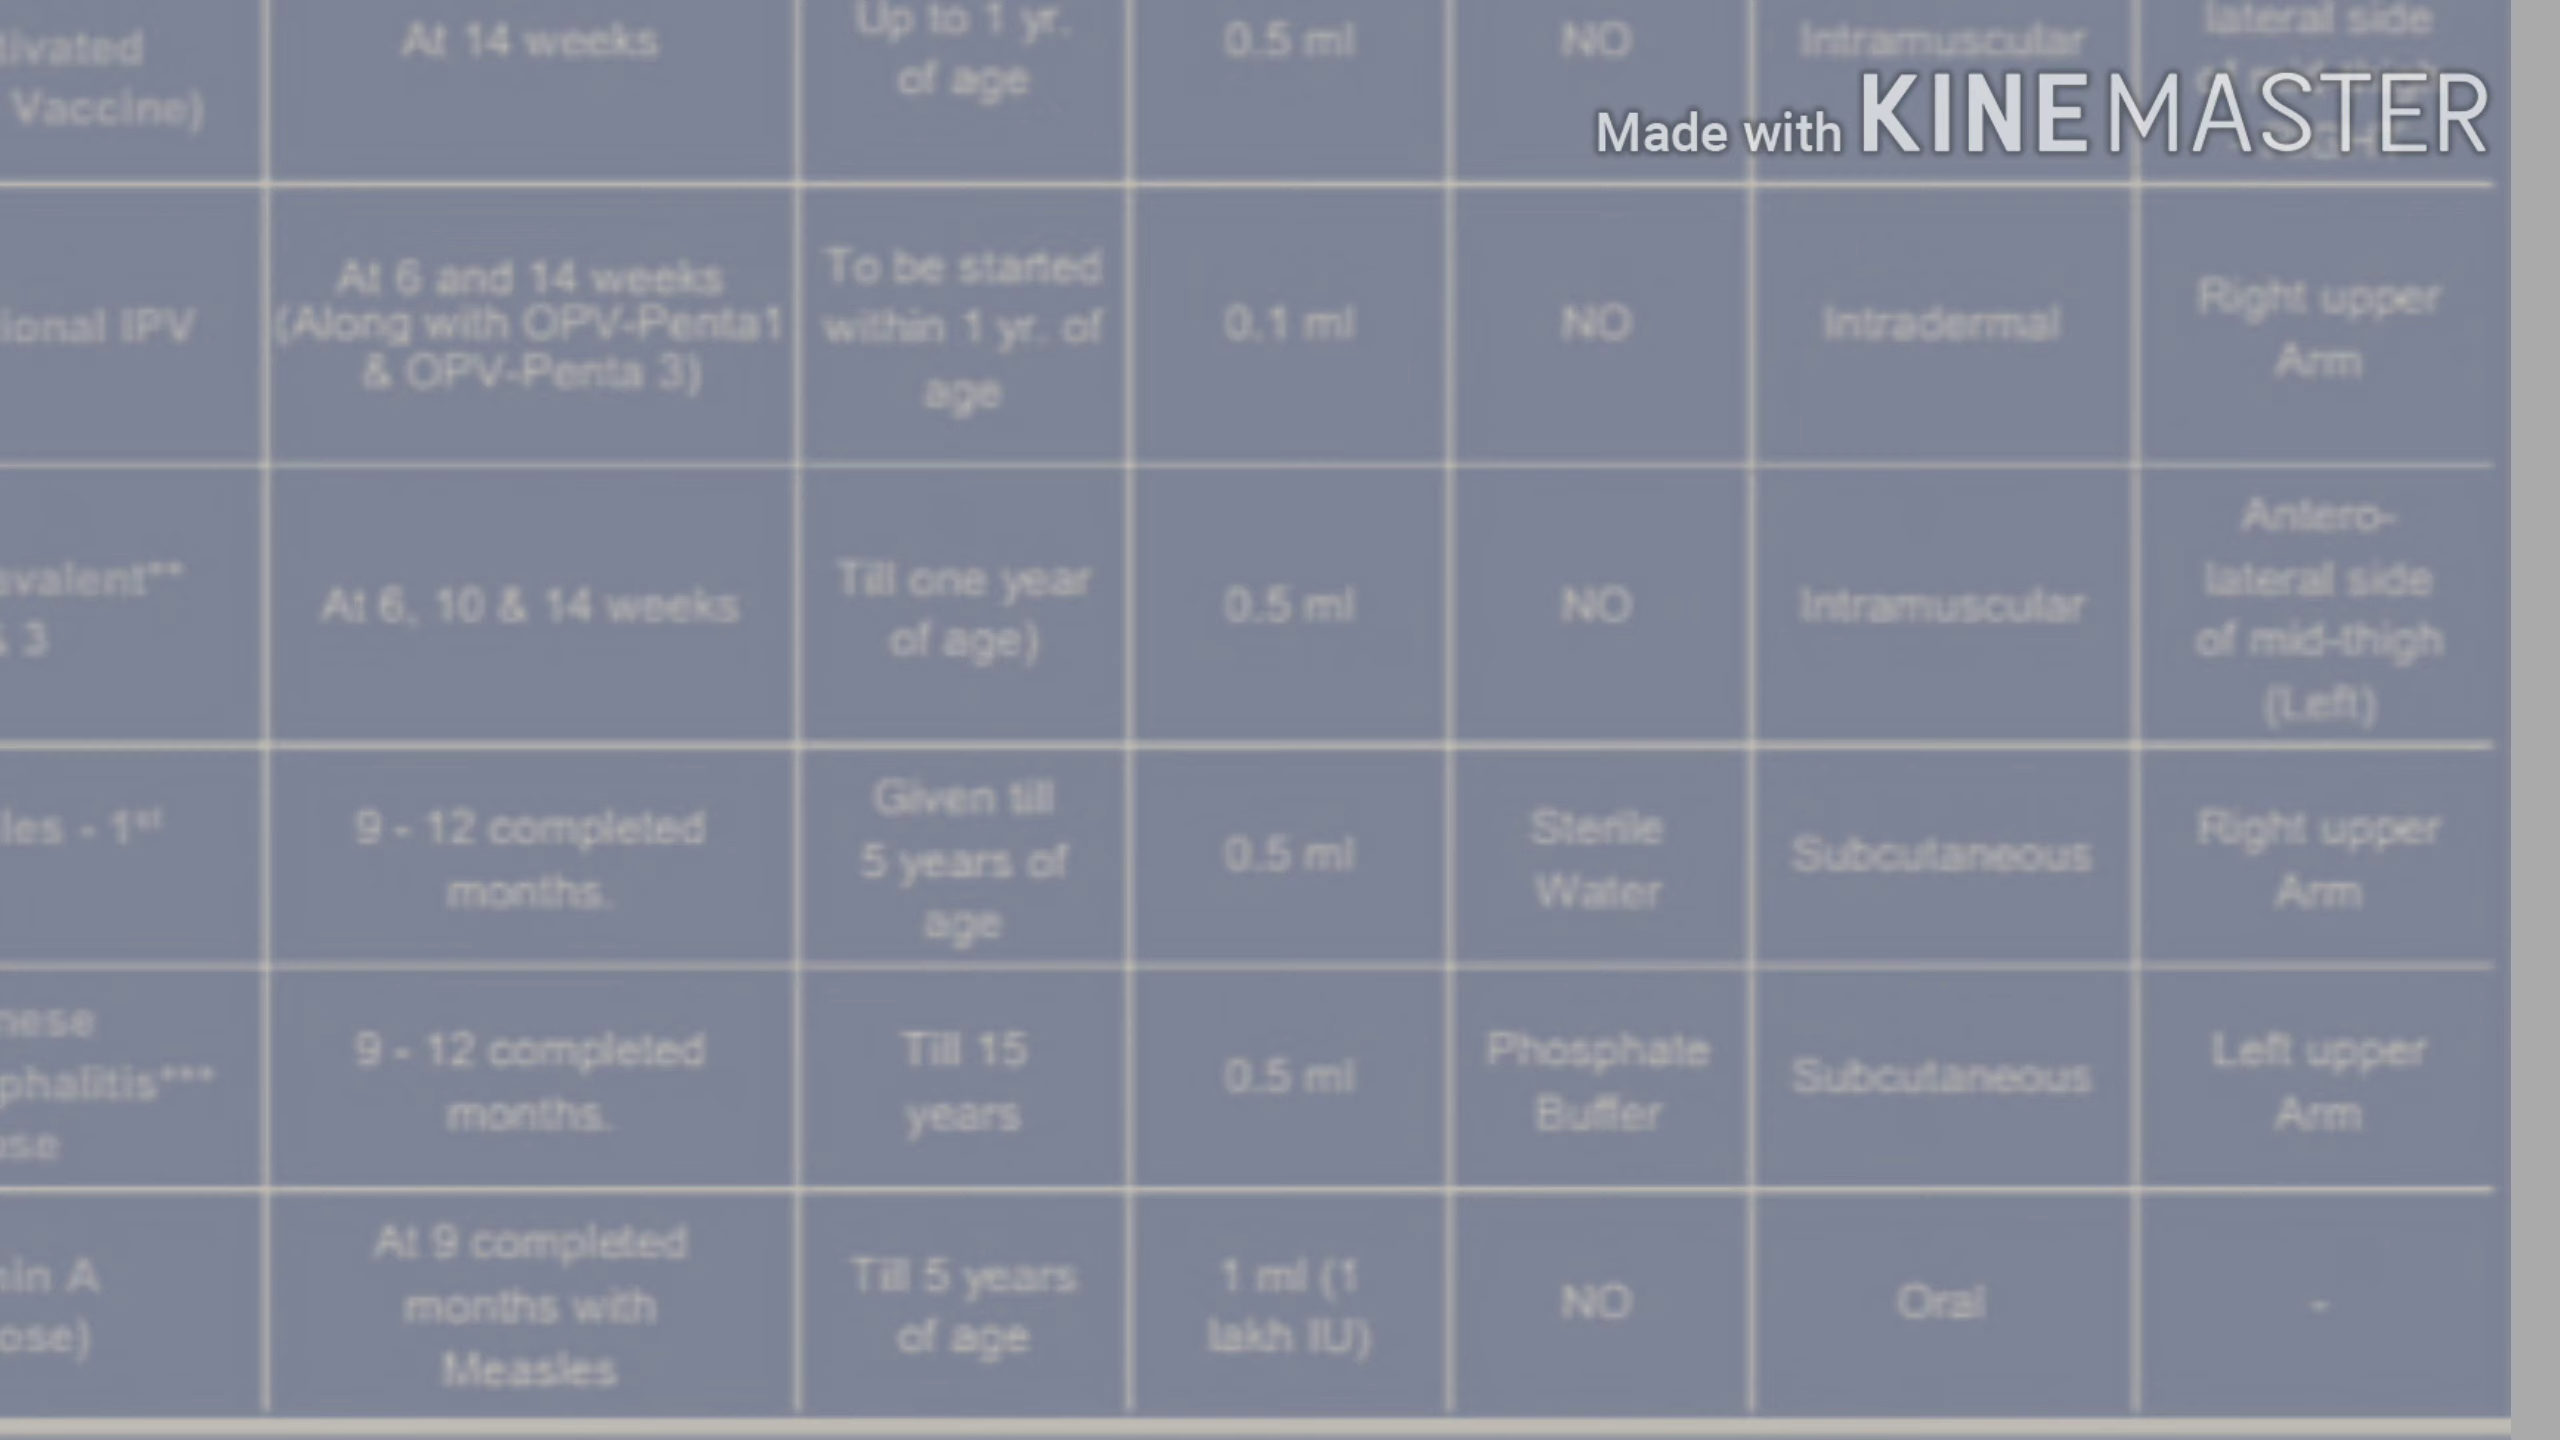 tivated
Vaccine)
At 14 weeks
Up to 1 yr.
of age
0.5 ml
NO
Intramuscular
lateral side
of mid-thigh
Made with KINEMASTER
ional IPV
At 6 and 14 weeks
(Along with OPV-Penta1
& OPV-Penta 3)
To be started
within 1 yr. of
age
0.1 ml
NO
Intradermal
Right upper
Arm
evalent**
& 3
At 6, 10 & 14 weeks
Till one year
of age)
0.5 ml
NO
Intramuscular
Antero-
lateral side
of mid-thigh
(Left)
les - 1st
9 - 12 completed
months.
Given till
5 years of
age
0.5 ml
Sterile
Water
Subcutaneous
Right upper
Arm
nese
phalitis***
ose
9 - 12 completed
months.
Till 15
years
0.5 ml
Phosphate
Buffer
Subcutaneous
Left upper
Arm
min A
ose)
At 9 completed
months with
Measles
Till 5 years
of age
1 ml (1
lakh IU)
NO
Oral
-